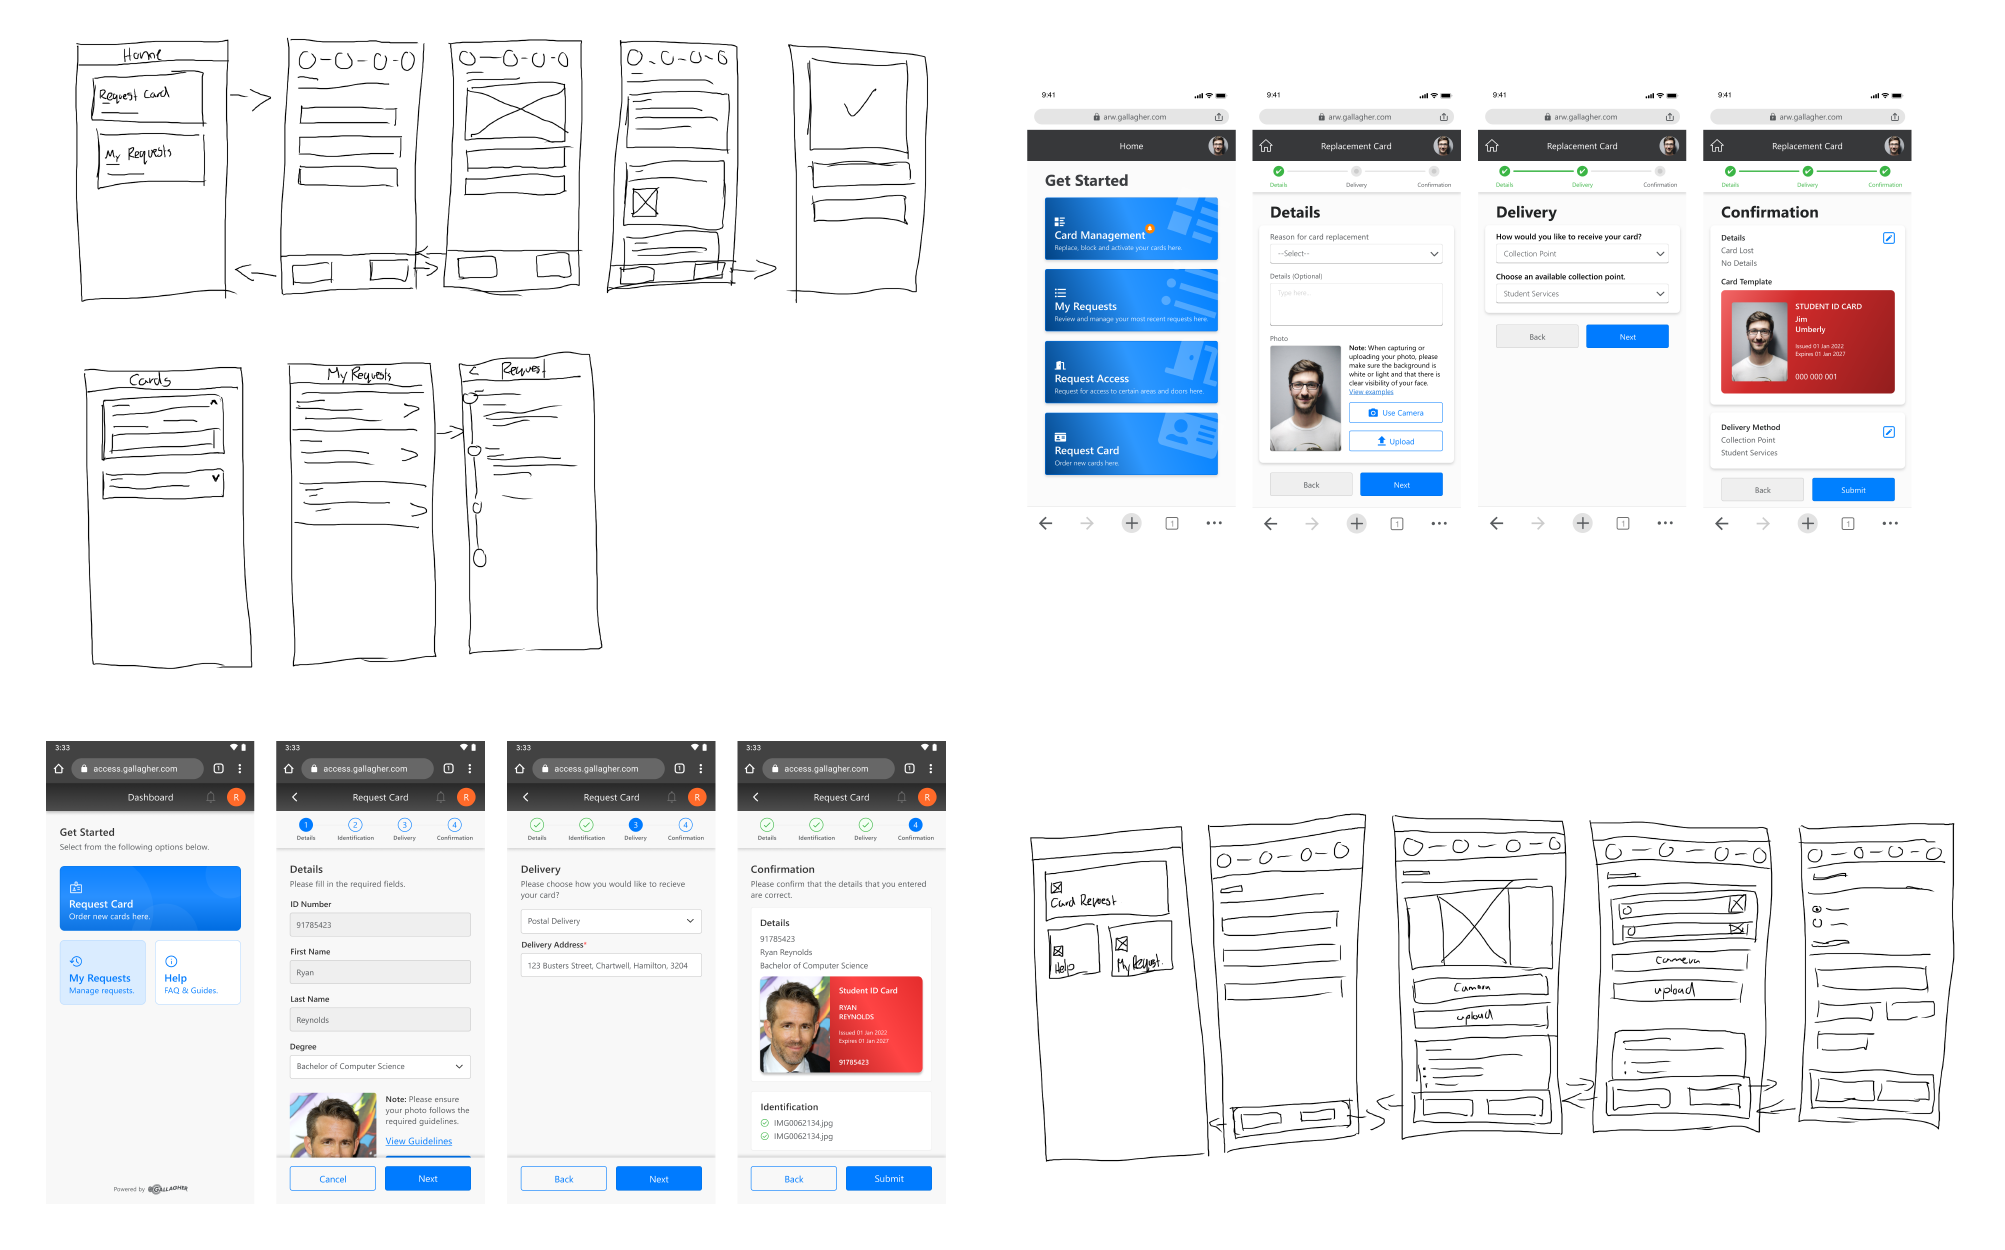 Home
Request Card
My Requests
Cards
My Requests
Request
9:41
arw.gallagher.com
Home
Get Started
Card Management
Replace, block and activate your cards here.
My Requests
Review and manage your most recent requests here.
Request Access
Request for access to certain areas and doors here.
Request Card
Order new cards here.
1
9:41
arw.gallagher.com
Replacement Card
Details
Delivery
Confirmation
Details
Reason for card replacement
--Select--
Details (Optional)
Type here...
Photo
Note: When capturing or
uploading your photo, please
make sure the background is
white or light and that there is
clear visibility of your face.
View examples
Use Camera
Upload
Back
Next
1
9:41
arw.gallagher.com
Replacement Card
Details
Delivery
Confirmation
Delivery
How would you like to receive your card?
Collection Point
Choose an available collection point.
Student Services
Back
Next
1
9:41
arw.gallagher.com
Replacement Card
Details
Delivery
Confirmation
Confirmation
Details
Card Lost
No Details
Card Template
STUDENT ID CARD
Jim
Umberly
Issued 01 Jan 2022
Expires 01 Jan 2027
000 000 001
Delivery Method
Collection Point
Student Services
Back
Submit
1
3:33
access.gallagher.com
1
Dashboard
R
Get Started
Select from the following options below.
Request Card
Order new cards here.
My Requests
Manage requests.
Help
FAQ & Guides.
Powered by GALLAGHER
3:33
access.gallagher.com
1
Request Card
R
1
2
3
4
Details
Identification
Delivery
Confirmation
Details
Please fill in the required fields.
ID Number
91785423
First Name
Ryan
Last Name
Reynolds
Degree
Bachelor of Computer Science
Note: Please ensure
your photo follows the
required guidelines.
View Guidelines
Cancel
Next
3:33
access.gallagher.com
1
Request Card
R
3
4
Details
Identification
Delivery
Confirmation
Delivery
Please choose how you would like to recieve
your card?
Postal Delivery
Delivery Address*
123 Busters Street, Chartwell, Hamilton, 3204
Back
Next
3:33
access.gallagher.com
1
Request Card
R
4
Details
Identification
Delivery
Confirmation
Confirmation
Please confirm that the details that you entered
are correct.
Details
91785423
Ryan Reynolds
Bachelor of Computer Science
Student ID Card
RYAN
REYNOLDS
Issued 01 Jan 2022
Expires 01 Jan 2027
91785423
Identification
IMG0062134.jpg
IMG0062134.jpg
Back
Submit
Card Request
Help
My Request.
Camera
upload
Camera
upload